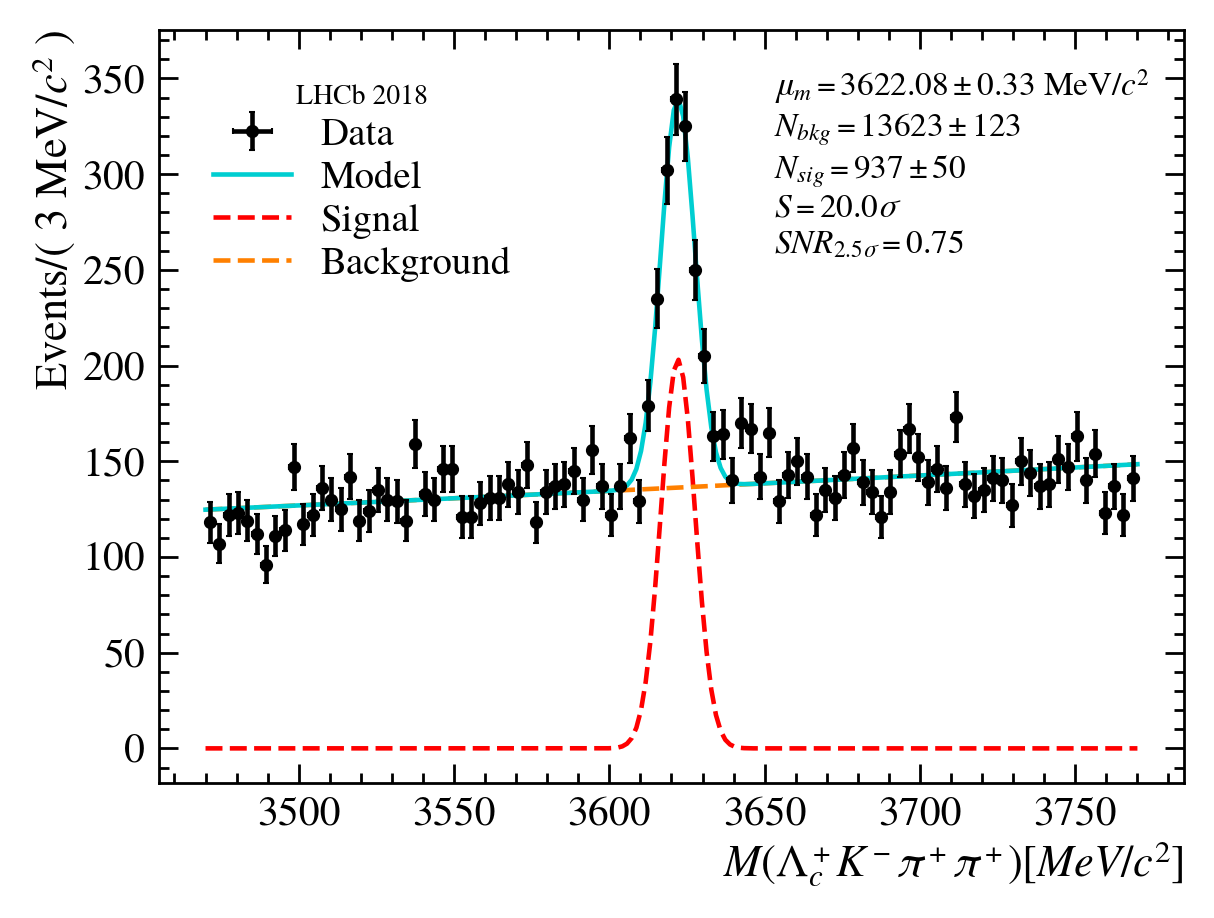 Events/( 3 MeV/c² )
350
300
250
200
150
100
50
0
LHCb 2018
Data
Model
Signal
Background
μₘ = 3622.08 ± 0.33 MeV/c²
N_bkg = 13623 ± 123
N_sig = 937 ± 50
S = 20.0σ
SNR_2.5σ = 0.75
3500 3550 3600 3650 3700 3750
M(Λ_c⁺ K⁻ π⁺ π⁺)[MeV/c²]